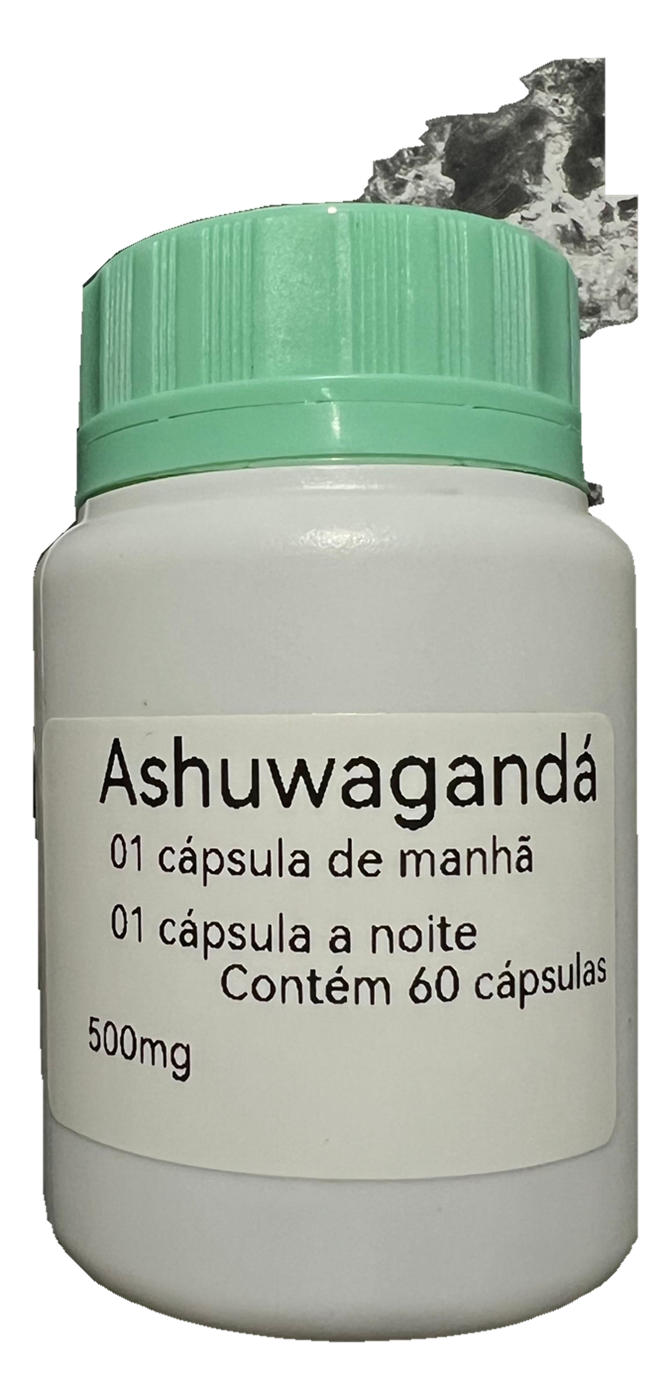 Ashuwagandá
01 cápsula de manhã
01 cápsula a noite
Contém 60 cápsulas
500mg